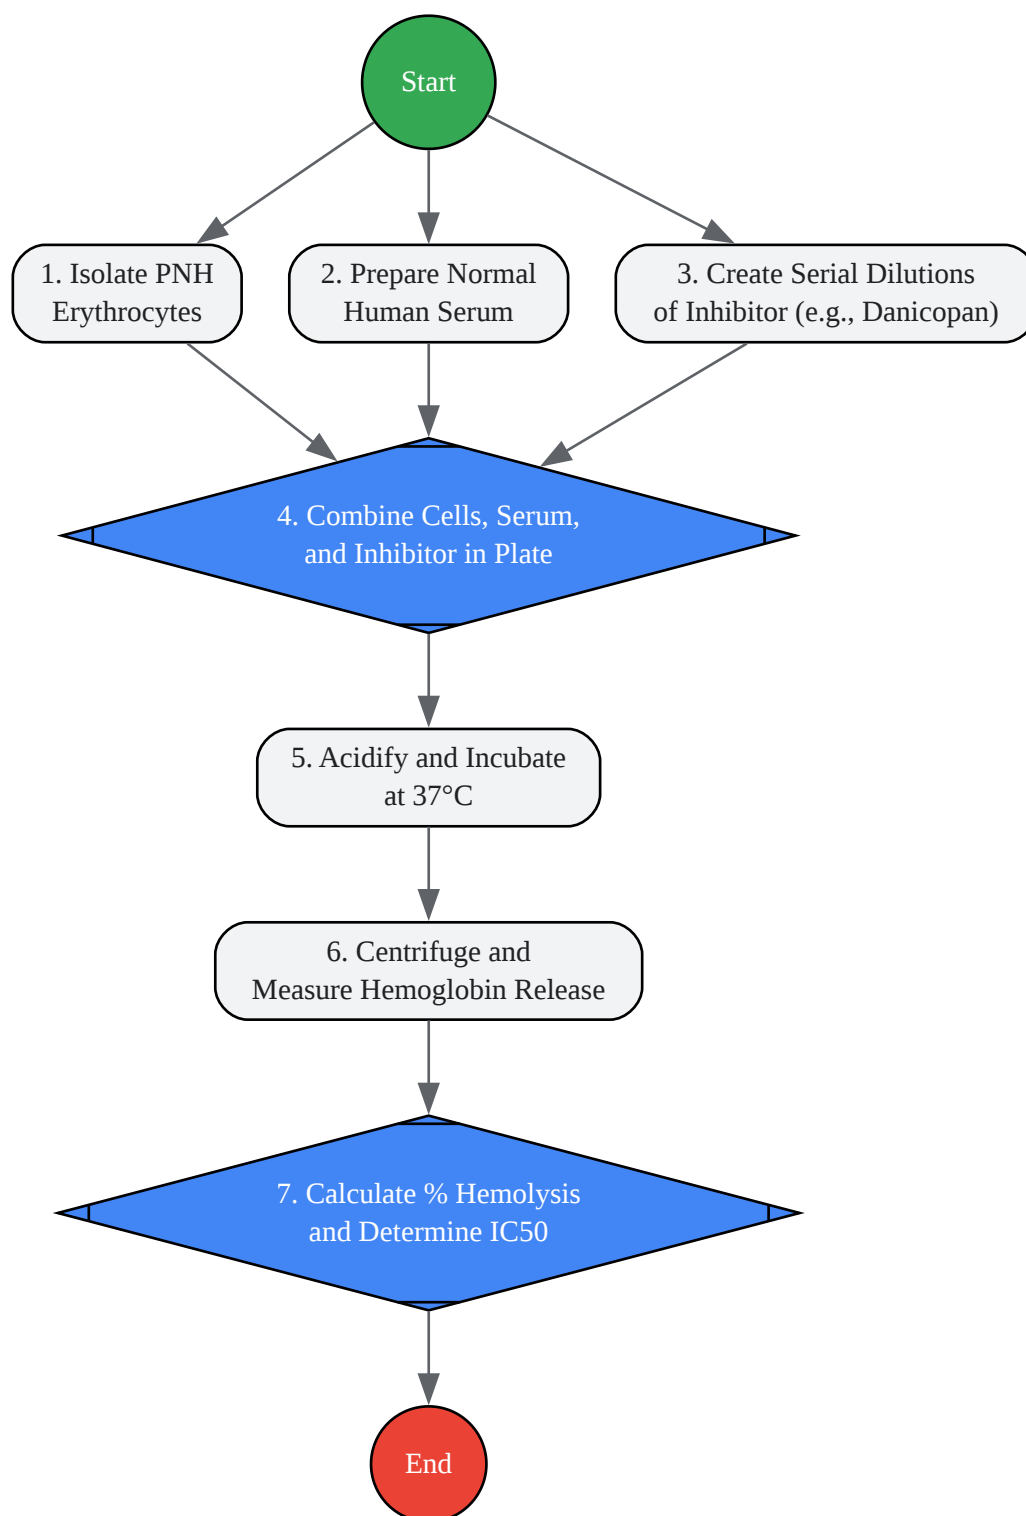 Start
1. Isolate PNH
Erythrocytes
2. Prepare Normal
Human Serum
3. Create Serial Dilutions
of Inhibitor (e.g., Danicopan)
4. Combine Cells, Serum,
and Inhibitor in Plate
5. Acidify and Incubate
at 37°C
6. Centrifuge and
Measure Hemoglobin Release
7. Calculate % Hemolysis
and Determine IC50
End